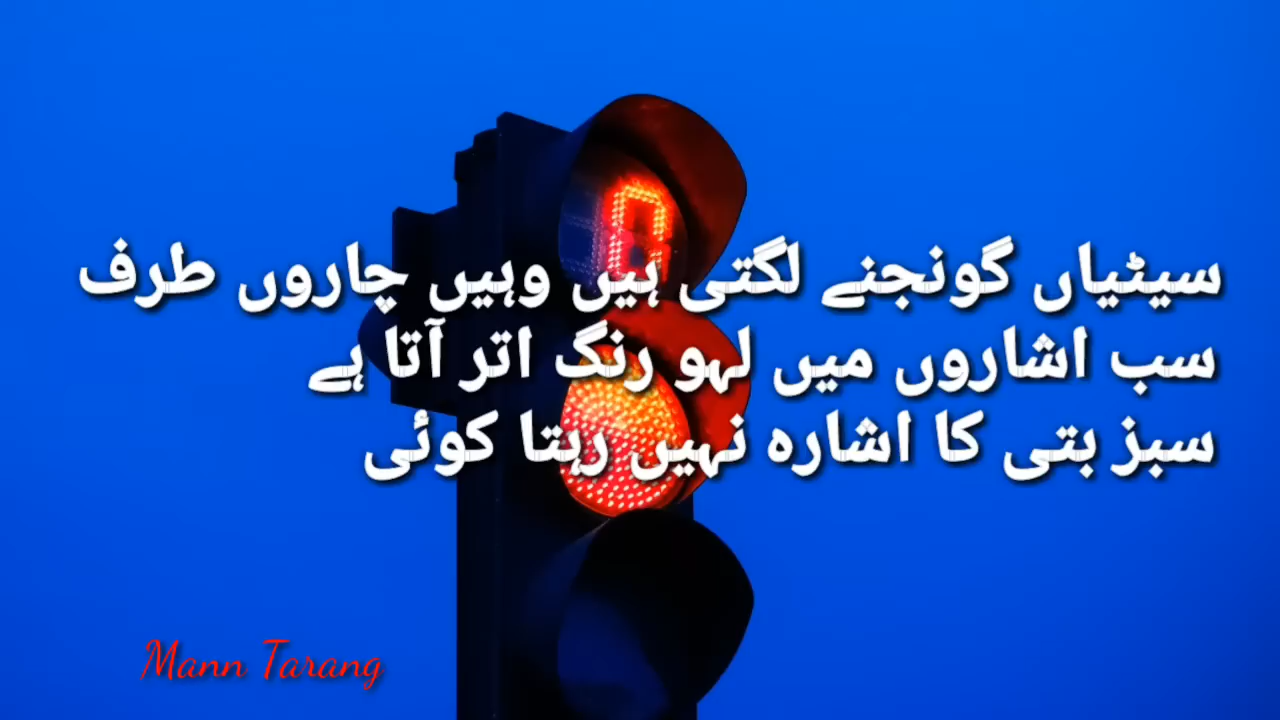 سیٹیاں گونجنے لگتی ہیں وہیں چاروں طرف
سب اشاروں میں لہو رنگ اتر آتا ہے
سبز بتی کا اشارہ نہیں رہتا کوئی
Mann Tarang